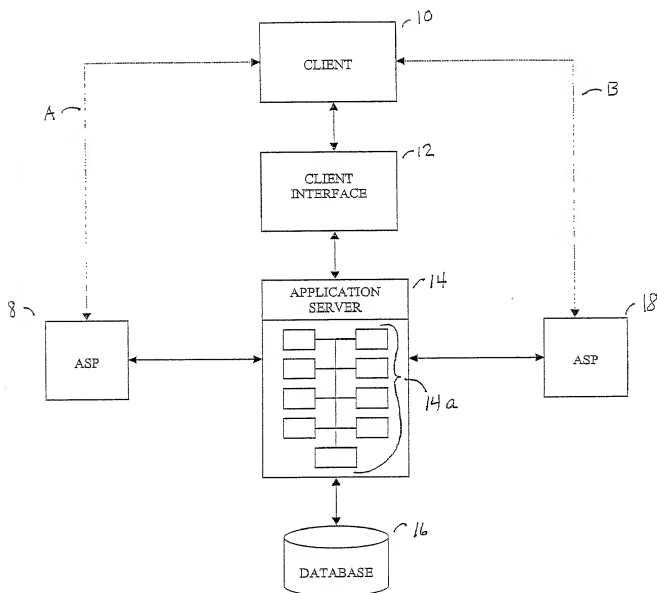 10
CLIENT
A
B
12
CLIENT
INTERFACE
14
APPLICATION
SERVER
8
ASP
18
ASP
14a
16
DATABASE